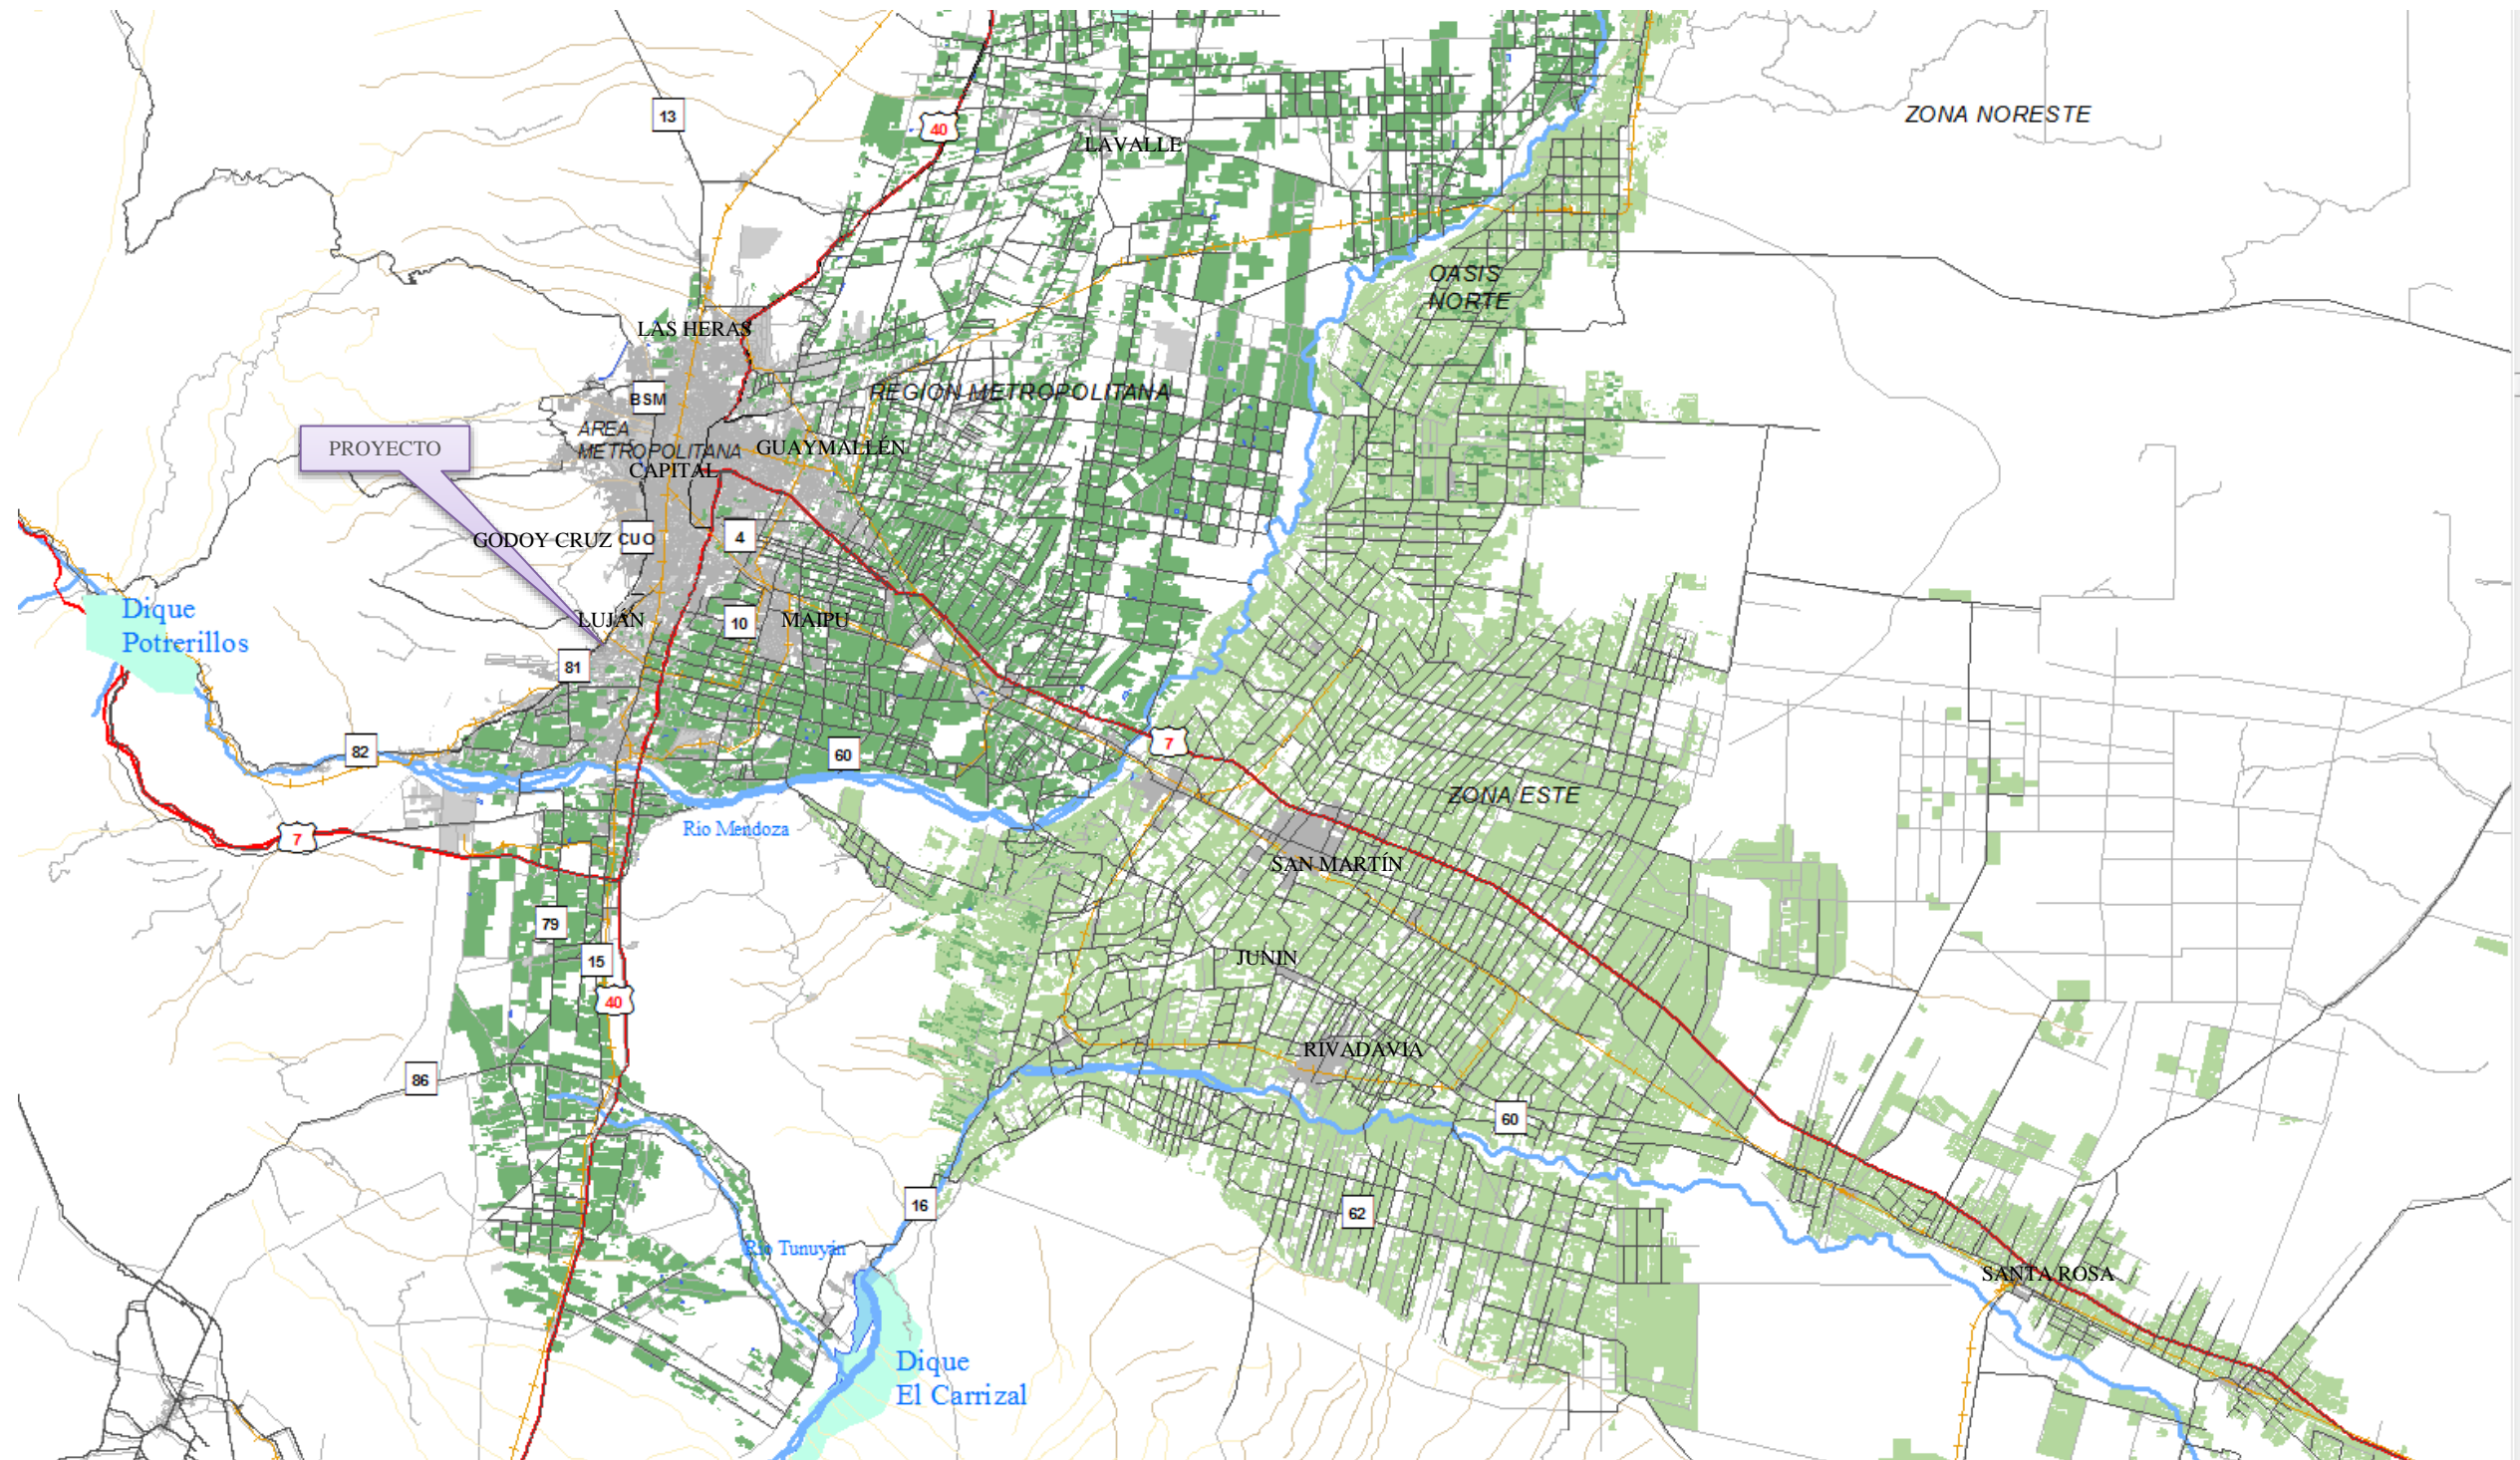 13
ZONA NORESTE
40
LAVALLE
OASIS
NORTE
LAS HERAS
BSM
REGION METROPOLITANA
AREA
METROPOLITANA
GUAYMALLÉN
PROYECTO
CAPITAL
GODOY CRUZ
CUO
4
Dique
Potrerillos
LUJÁN
10
MAIPU
81
82
60
7
Río Mendoza
ZONA ESTE
7
SAN MARTÍN
79
15
JUNIN
40
RIVADAVIA
86
60
16
62
Río Tunuyán
SANTA ROSA
Dique
El Carrizal